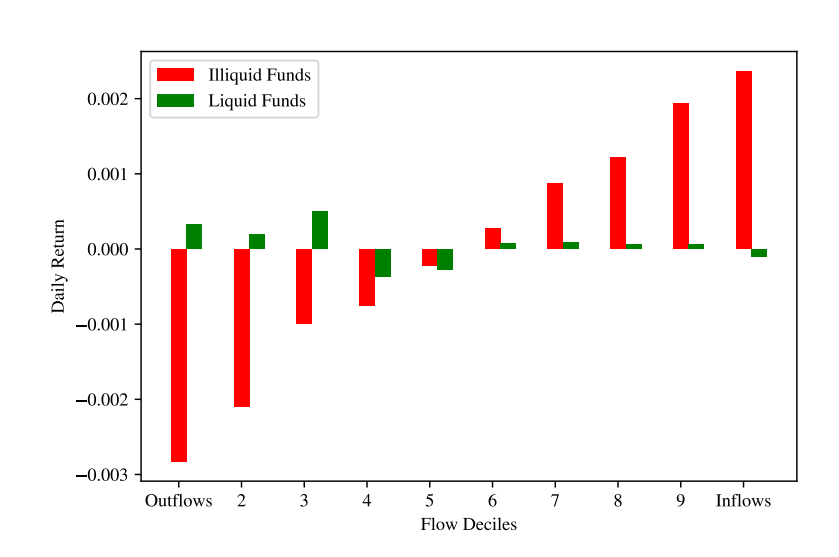 Illiquid Funds
Liquid Funds
0.002
0.001
0.000
−0.001
−0.002
−0.003
Daily Return
Outflows 2 3 4 5 6 7 8 9 Inflows
Flow Deciles